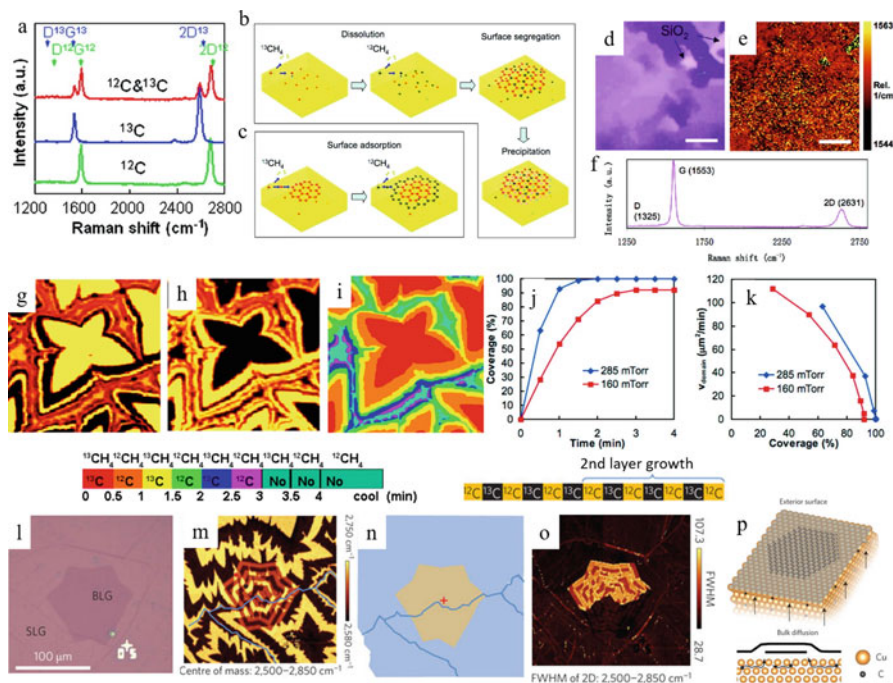 a
D¹³G¹³ 2D¹³
D¹²G¹² 2D¹²
¹²C&¹³C
¹³C
¹²C
Intensity (a.u.)
1200 1600 2000 2400 2800
Raman shift (cm⁻¹)
b
Dissolution
¹³CH₄
¹²CH₄
Surface segregation
Precipitation
c
Surface adsorption
¹³CH₄
¹²CH₄
d
SiO₂
e
1563
Rel.
1/cm
1544
f
Intensity (a.u.)
G (1553)
D
(1325)
2D (2631)
1250 1750 2250 2750
Raman shift (cm⁻¹)
g
h
i
j
Coverage (%)
100
90
80
70
60
50
40
30
20
10
0
285 mTorr
160 mTorr
0 1 2 3 4
Time (min)
k
v domain (μm²/min)
120
100
80
60
40
20
0
285 mTorr
160 mTorr
0 20 40 60 80 100
Coverage (%)
¹³CH₄ ¹²CH₄ ¹³CH₄ ¹²CH₄ ¹³CH₄ ¹²CH₄ ¹³CH₄ ¹²CH₄
¹³C ¹²C ¹³C ¹²C ¹²C No No No
0 0.5 1 1.5 2 2.5 3 3.5 4 cool (min)
2nd layer growth
¹²C ¹³C ¹²C ¹³C ¹²C ¹³C ¹²C ¹³C ¹²C ¹³C ¹²C ¹³C ¹²C
l
BLG
SLG
100 μm
m
2,750 cm⁻¹
2,580 cm⁻¹
Centre of mass: 2,500–2,850 cm⁻¹
n
o
107.3
FWHM
28.7
FWHM of 2D: 2,500–2,850 cm⁻¹
p
Exterior surface
Bulk diffusion
Cu
C